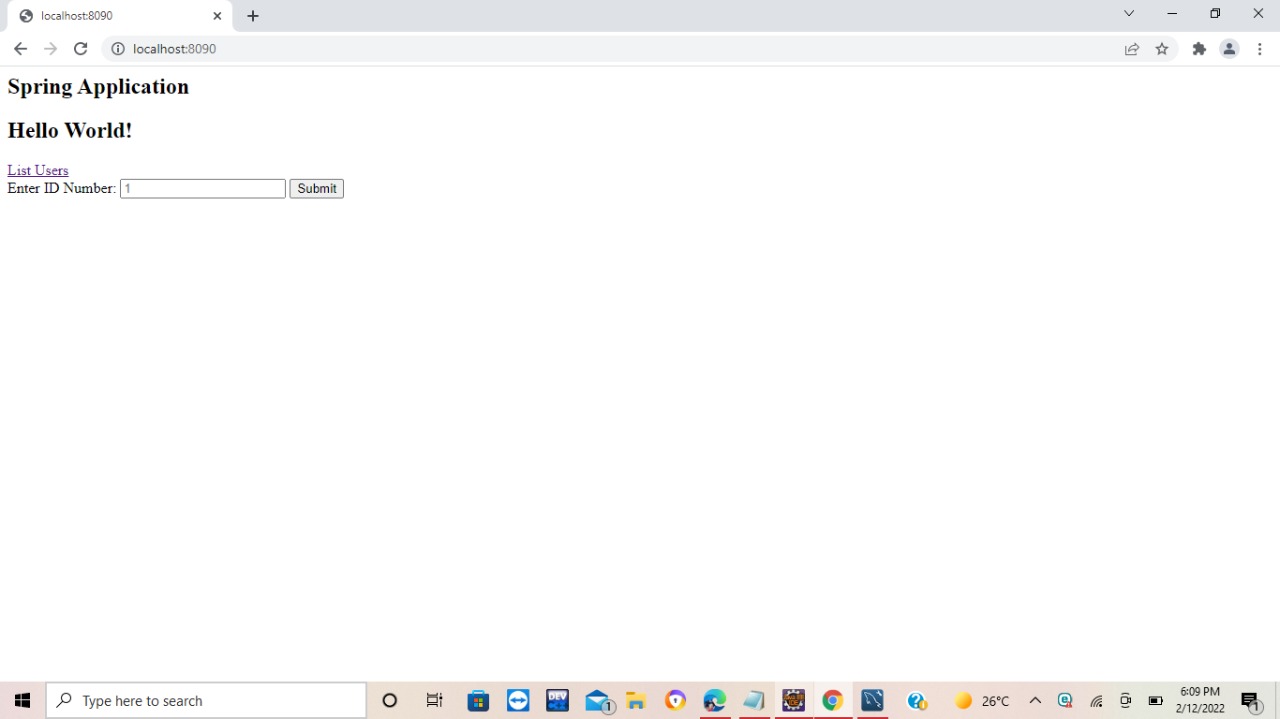 localhost:8090
localhost:8090
Spring Application
Hello World!
List Users
Enter ID Number: 1 Submit
Type here to search
DEV
1
26°C
6:09 PM
2/12/2022
1